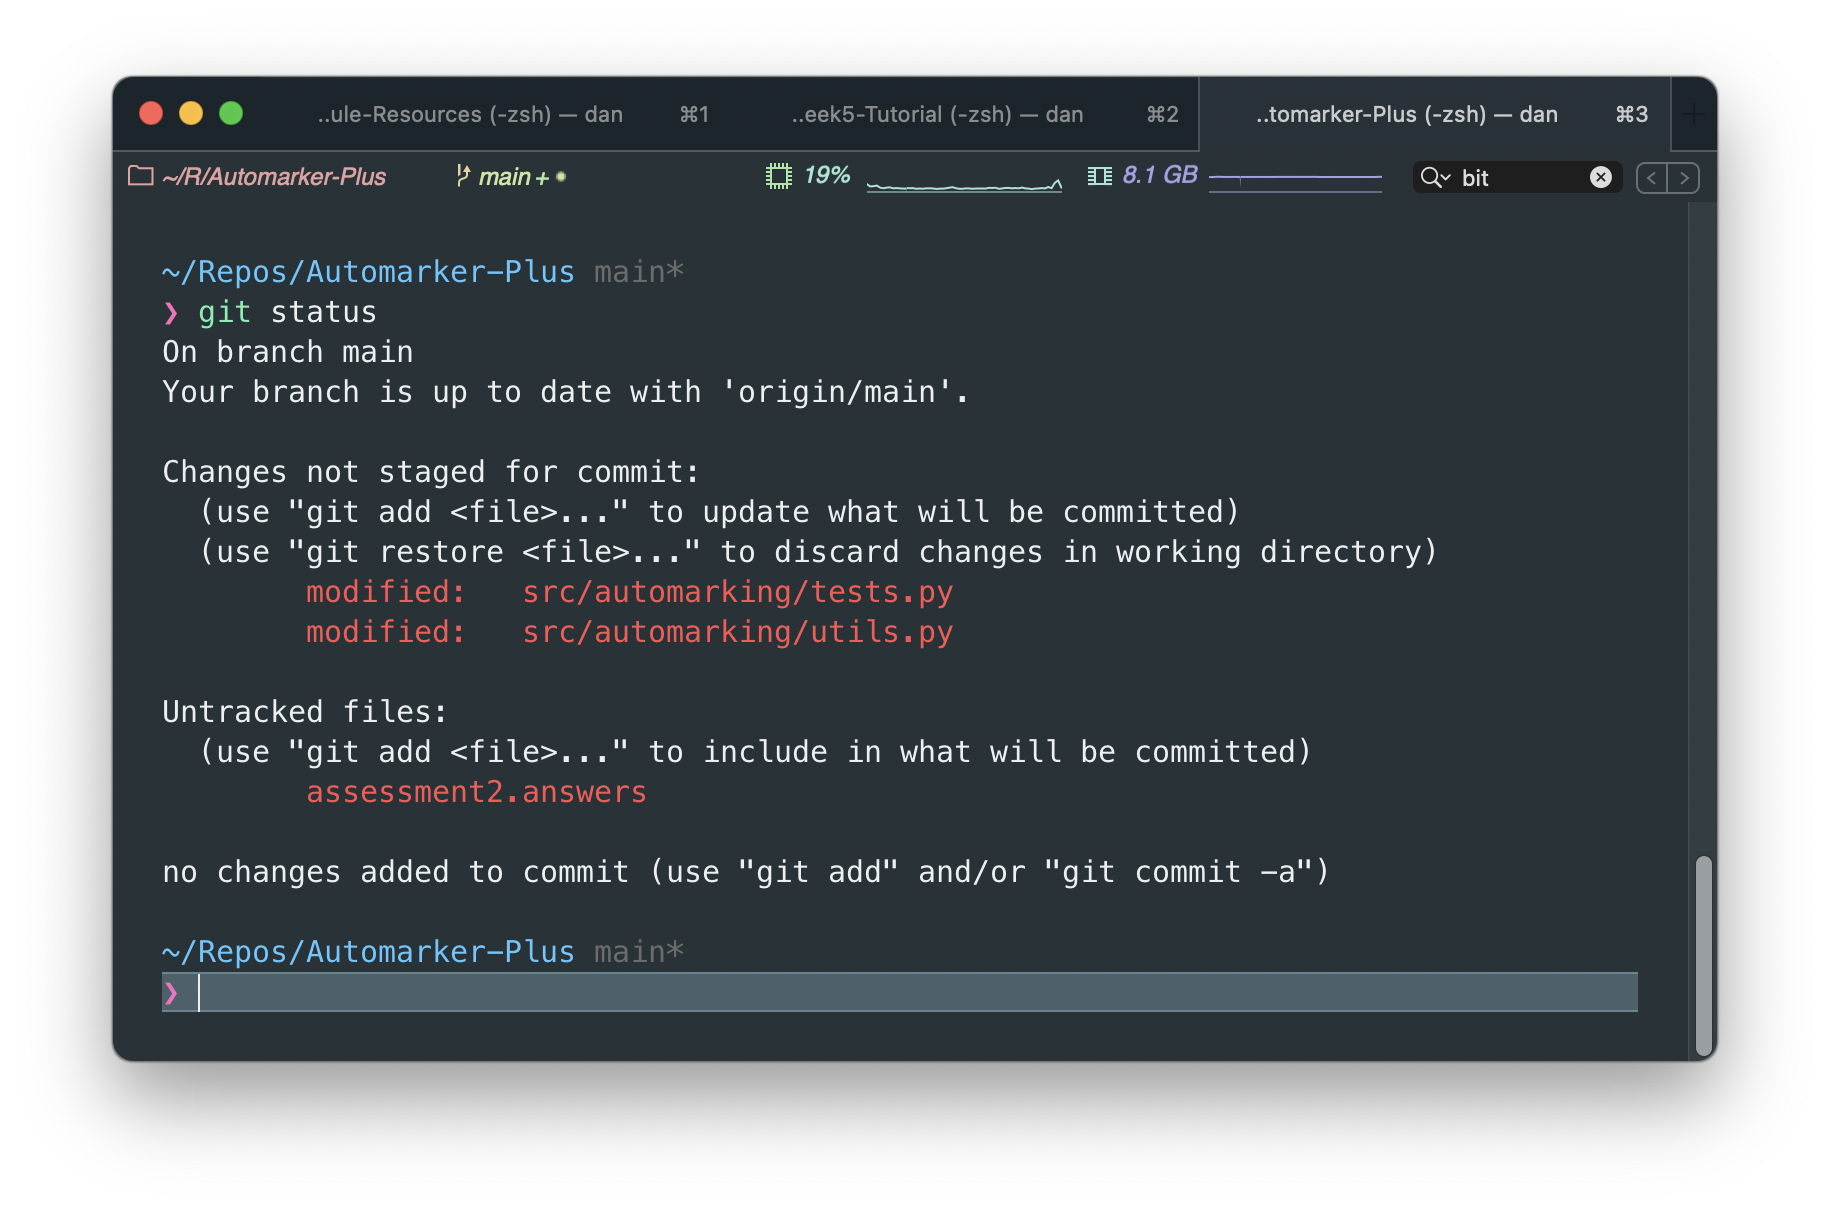 ..ule-Resources (-zsh) — dan ⌘1 ..eek5-Tutorial (-zsh) — dan ⌘2 ..tomarker-Plus (-zsh) — dan ⌘3 +
~/R/Automarker-Plus main+● 19% 8.1 GB bit
~/Repos/Automarker-Plus main*
❯ git status
On branch main
Your branch is up to date with 'origin/main'.
Changes not staged for commit:
  (use "git add <file>..." to update what will be committed)
  (use "git restore <file>..." to discard changes in working directory)
        modified:   src/automarking/tests.py
        modified:   src/automarking/utils.py
Untracked files:
  (use "git add <file>..." to include in what will be committed)
        assessment2.answers
no changes added to commit (use "git add" and/or "git commit -a")
~/Repos/Automarker-Plus main*
❯